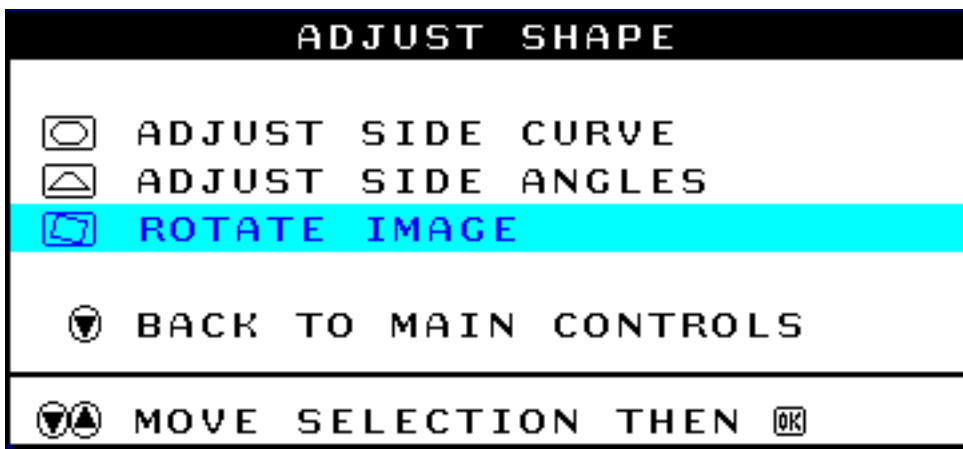 ADJUST SHAPE
ADJUST SIDE CURVE
ADJUST SIDE ANGLES
ROTATE IMAGE
BACK TO MAIN CONTROLS
MOVE SELECTION THEN OK